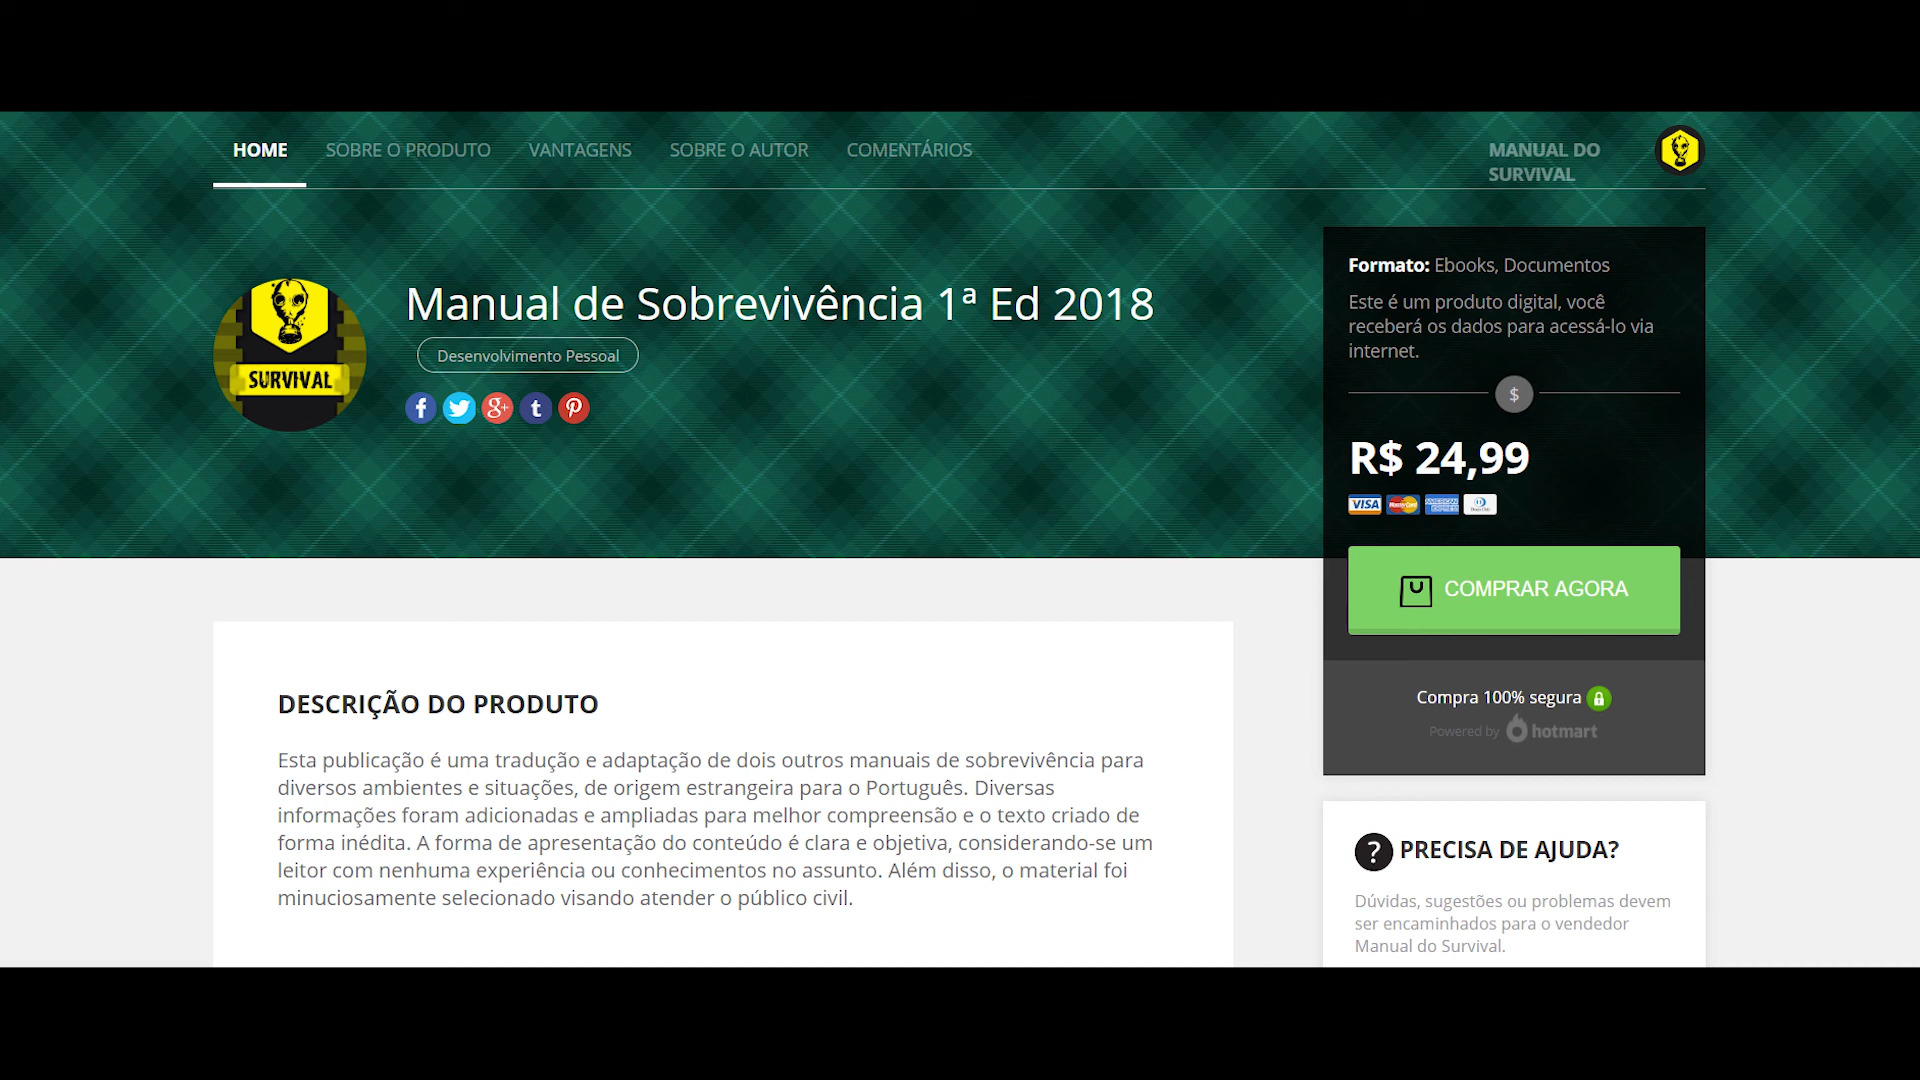 HOME SOBRE O PRODUTO VANTAGENS SOBRE O AUTOR COMENTÁRIOS
MANUAL DO
SURVIVAL
SURVIVAL
Manual de Sobrevivência 1ª Ed 2018
Desenvolvimento Pessoal
Formato: Ebooks, Documentos
Este é um produto digital, você
receberá os dados para acessá-lo via
internet.
$
R$ 24,99
VISA MasterCard AMERICAN EXPRESS
COMPRAR AGORA
Compra 100% segura
Powered by hotmart
DESCRIÇÃO DO PRODUTO
Esta publicação é uma tradução e adaptação de dois outros manuais de sobrevivência para
diversos ambientes e situações, de origem estrangeira para o Português. Diversas
informações foram adicionadas e ampliadas para melhor compreensão e o texto criado de
forma inédita. A forma de apresentação do conteúdo é clara e objetiva, considerando-se um
leitor com nenhuma experiência ou conhecimentos no assunto. Além disso, o material foi
minuciosamente selecionado visando atender o público civil.
? PRECISA DE AJUDA?
Dúvidas, sugestões ou problemas devem
ser encaminhados para o vendedor
Manual do Survival.